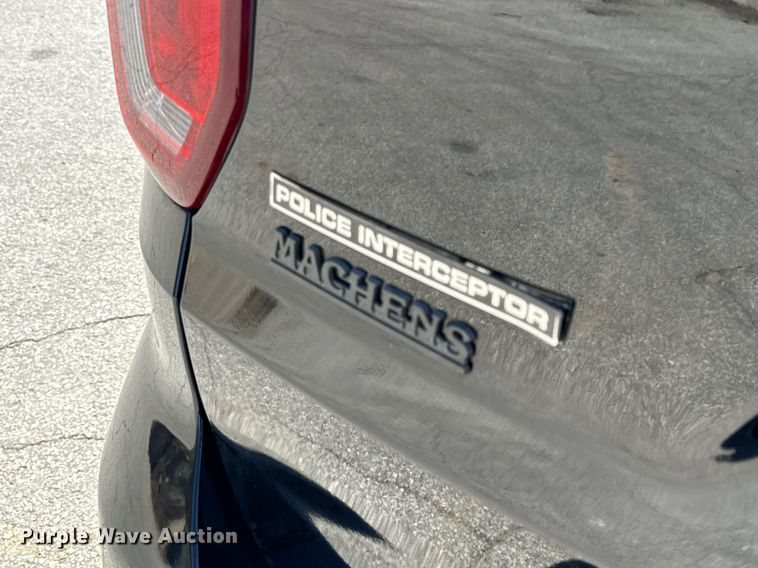 POLICE INTERCEPTOR
MACHENS
Purple Wave Auction